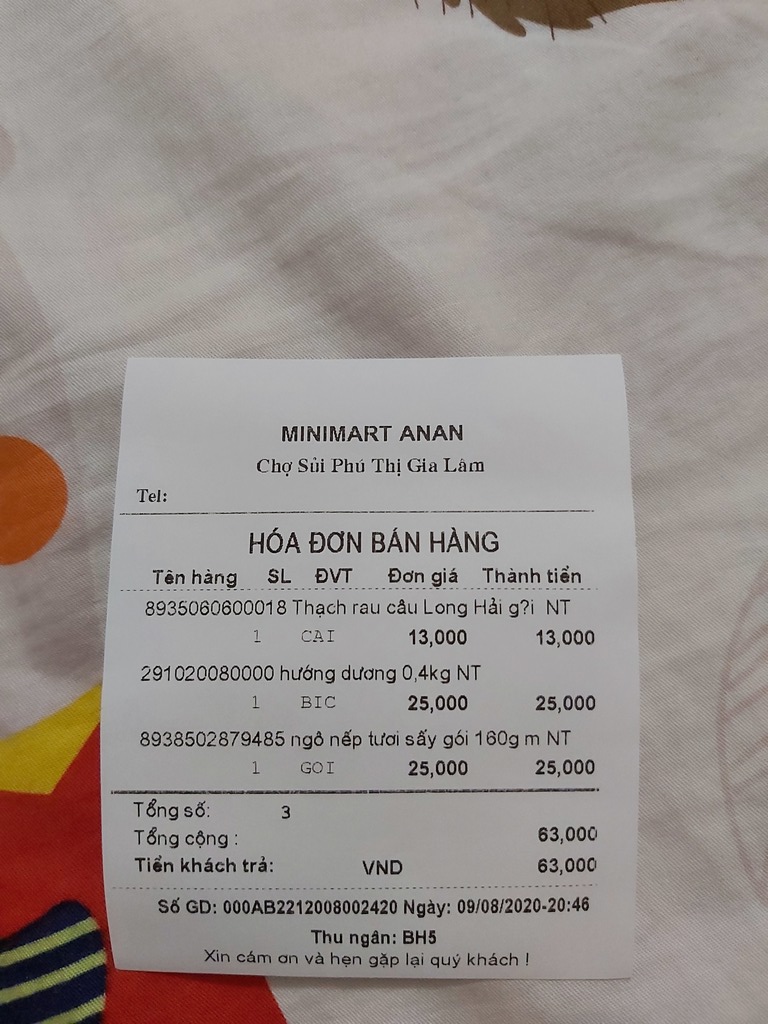 MINIMART ANAN
Chợ Sủi Phú Thị Gia Lâm
Tel:
HÓA ĐƠN BÁN HÀNG
Tên hàng SL ĐVT Đơn giá Thành tiền
8935060600018 Thạch rau câu Long Hải g?i NT
1 CAI 13,000 13,000
291020080000 hướng dương 0,4kg NT
1 BIC 25,000 25,000
8938502879485 ngô nếp tươi sấy gói 160g m NT
1 GOI 25,000 25,000
Tổng số: 3
Tổng cộng : 63,000
Tiền khách trả: VND 63,000
Số GD: 000AB2212008002420 Ngày: 09/08/2020-20:46
Thu ngân: BH5
Xin cám ơn và hẹn gặp lại quý khách !